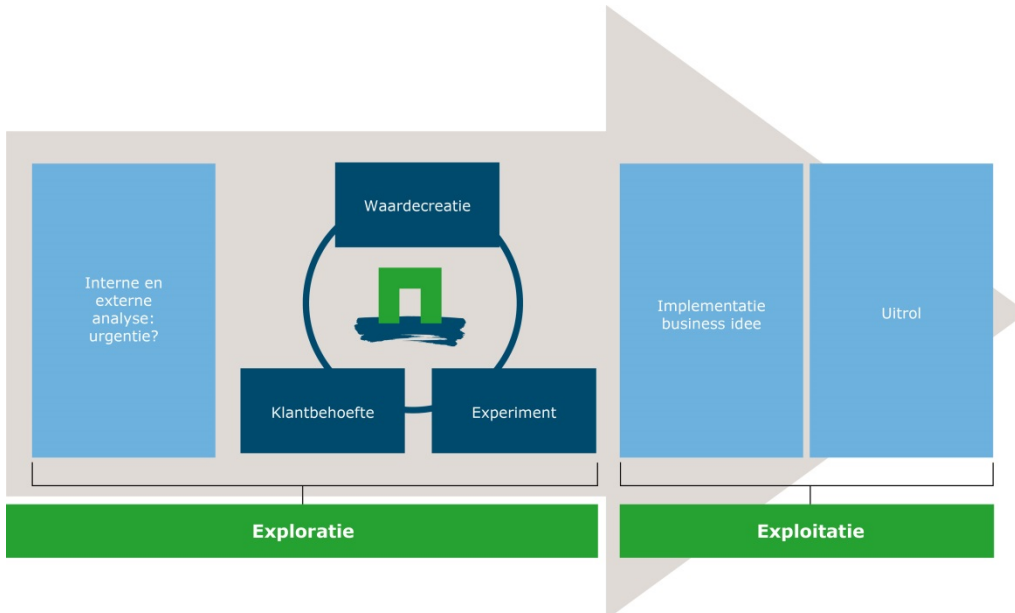 Waardecreatie
Interne en
externe
analyse:
urgentie?
Klantbehoefte
Experiment
Implementatie
business idee
Uitrol
Exploratie
Exploitatie